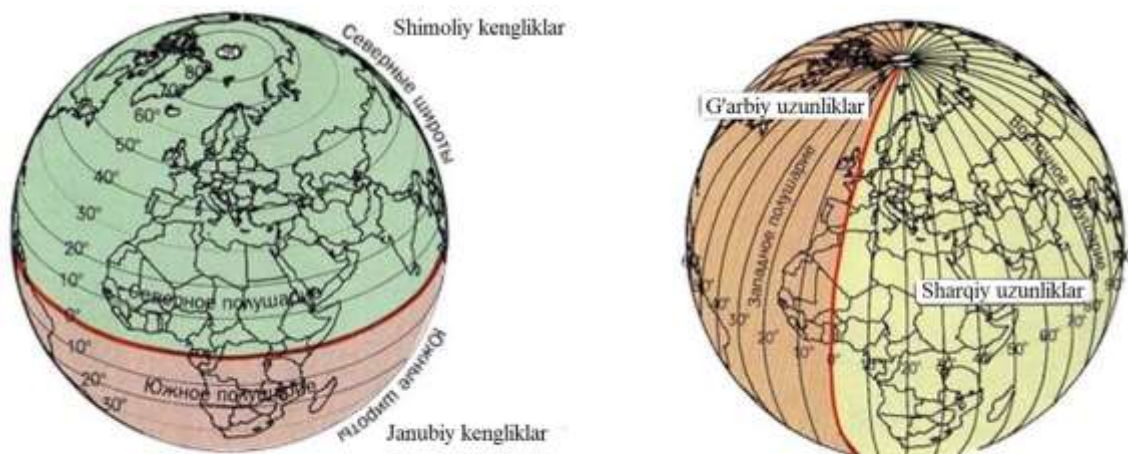 Shimoliy kengliklar
Северные широты
80°
70°
60°
50°
40°
30°
20°
10°
0°
10°
20°
30°
Северное полушарие
Южное полушарие
Южные широты
Janubiy kengliklar
G'arbiy uzunliklar
Западное полушарие
Восточное полушарие
Sharqiy uzunliklar
30°
20°
10°
0°
20°
50°
60°
70°